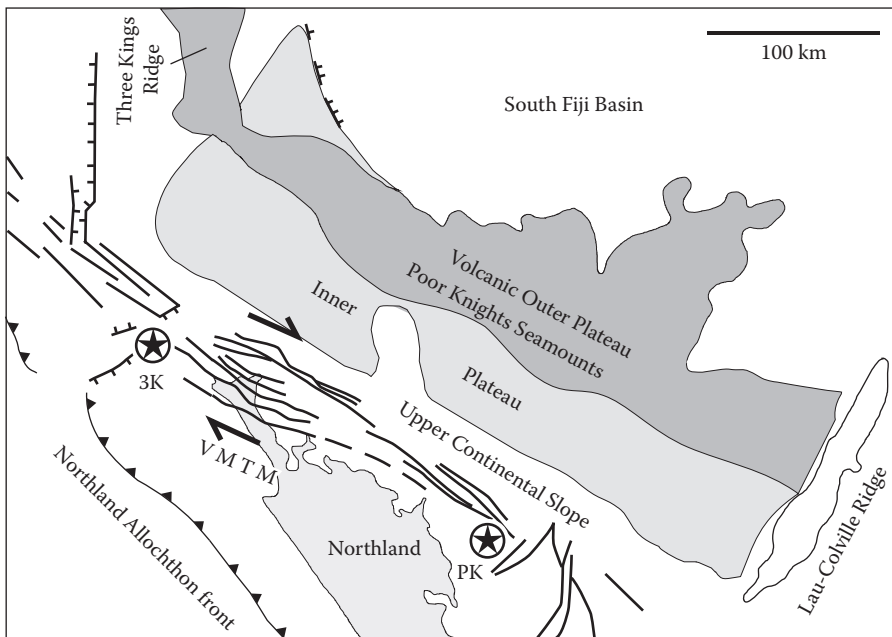 Three Kings
Ridge
100 km
South Fiji Basin
Volcanic Outer Plateau
Poor Knights Seamounts
Inner
Plateau
3K
Upper Continental Slope
V M T M
Northland Allochthon front
Northland
PK
Lau-Colville Ridge